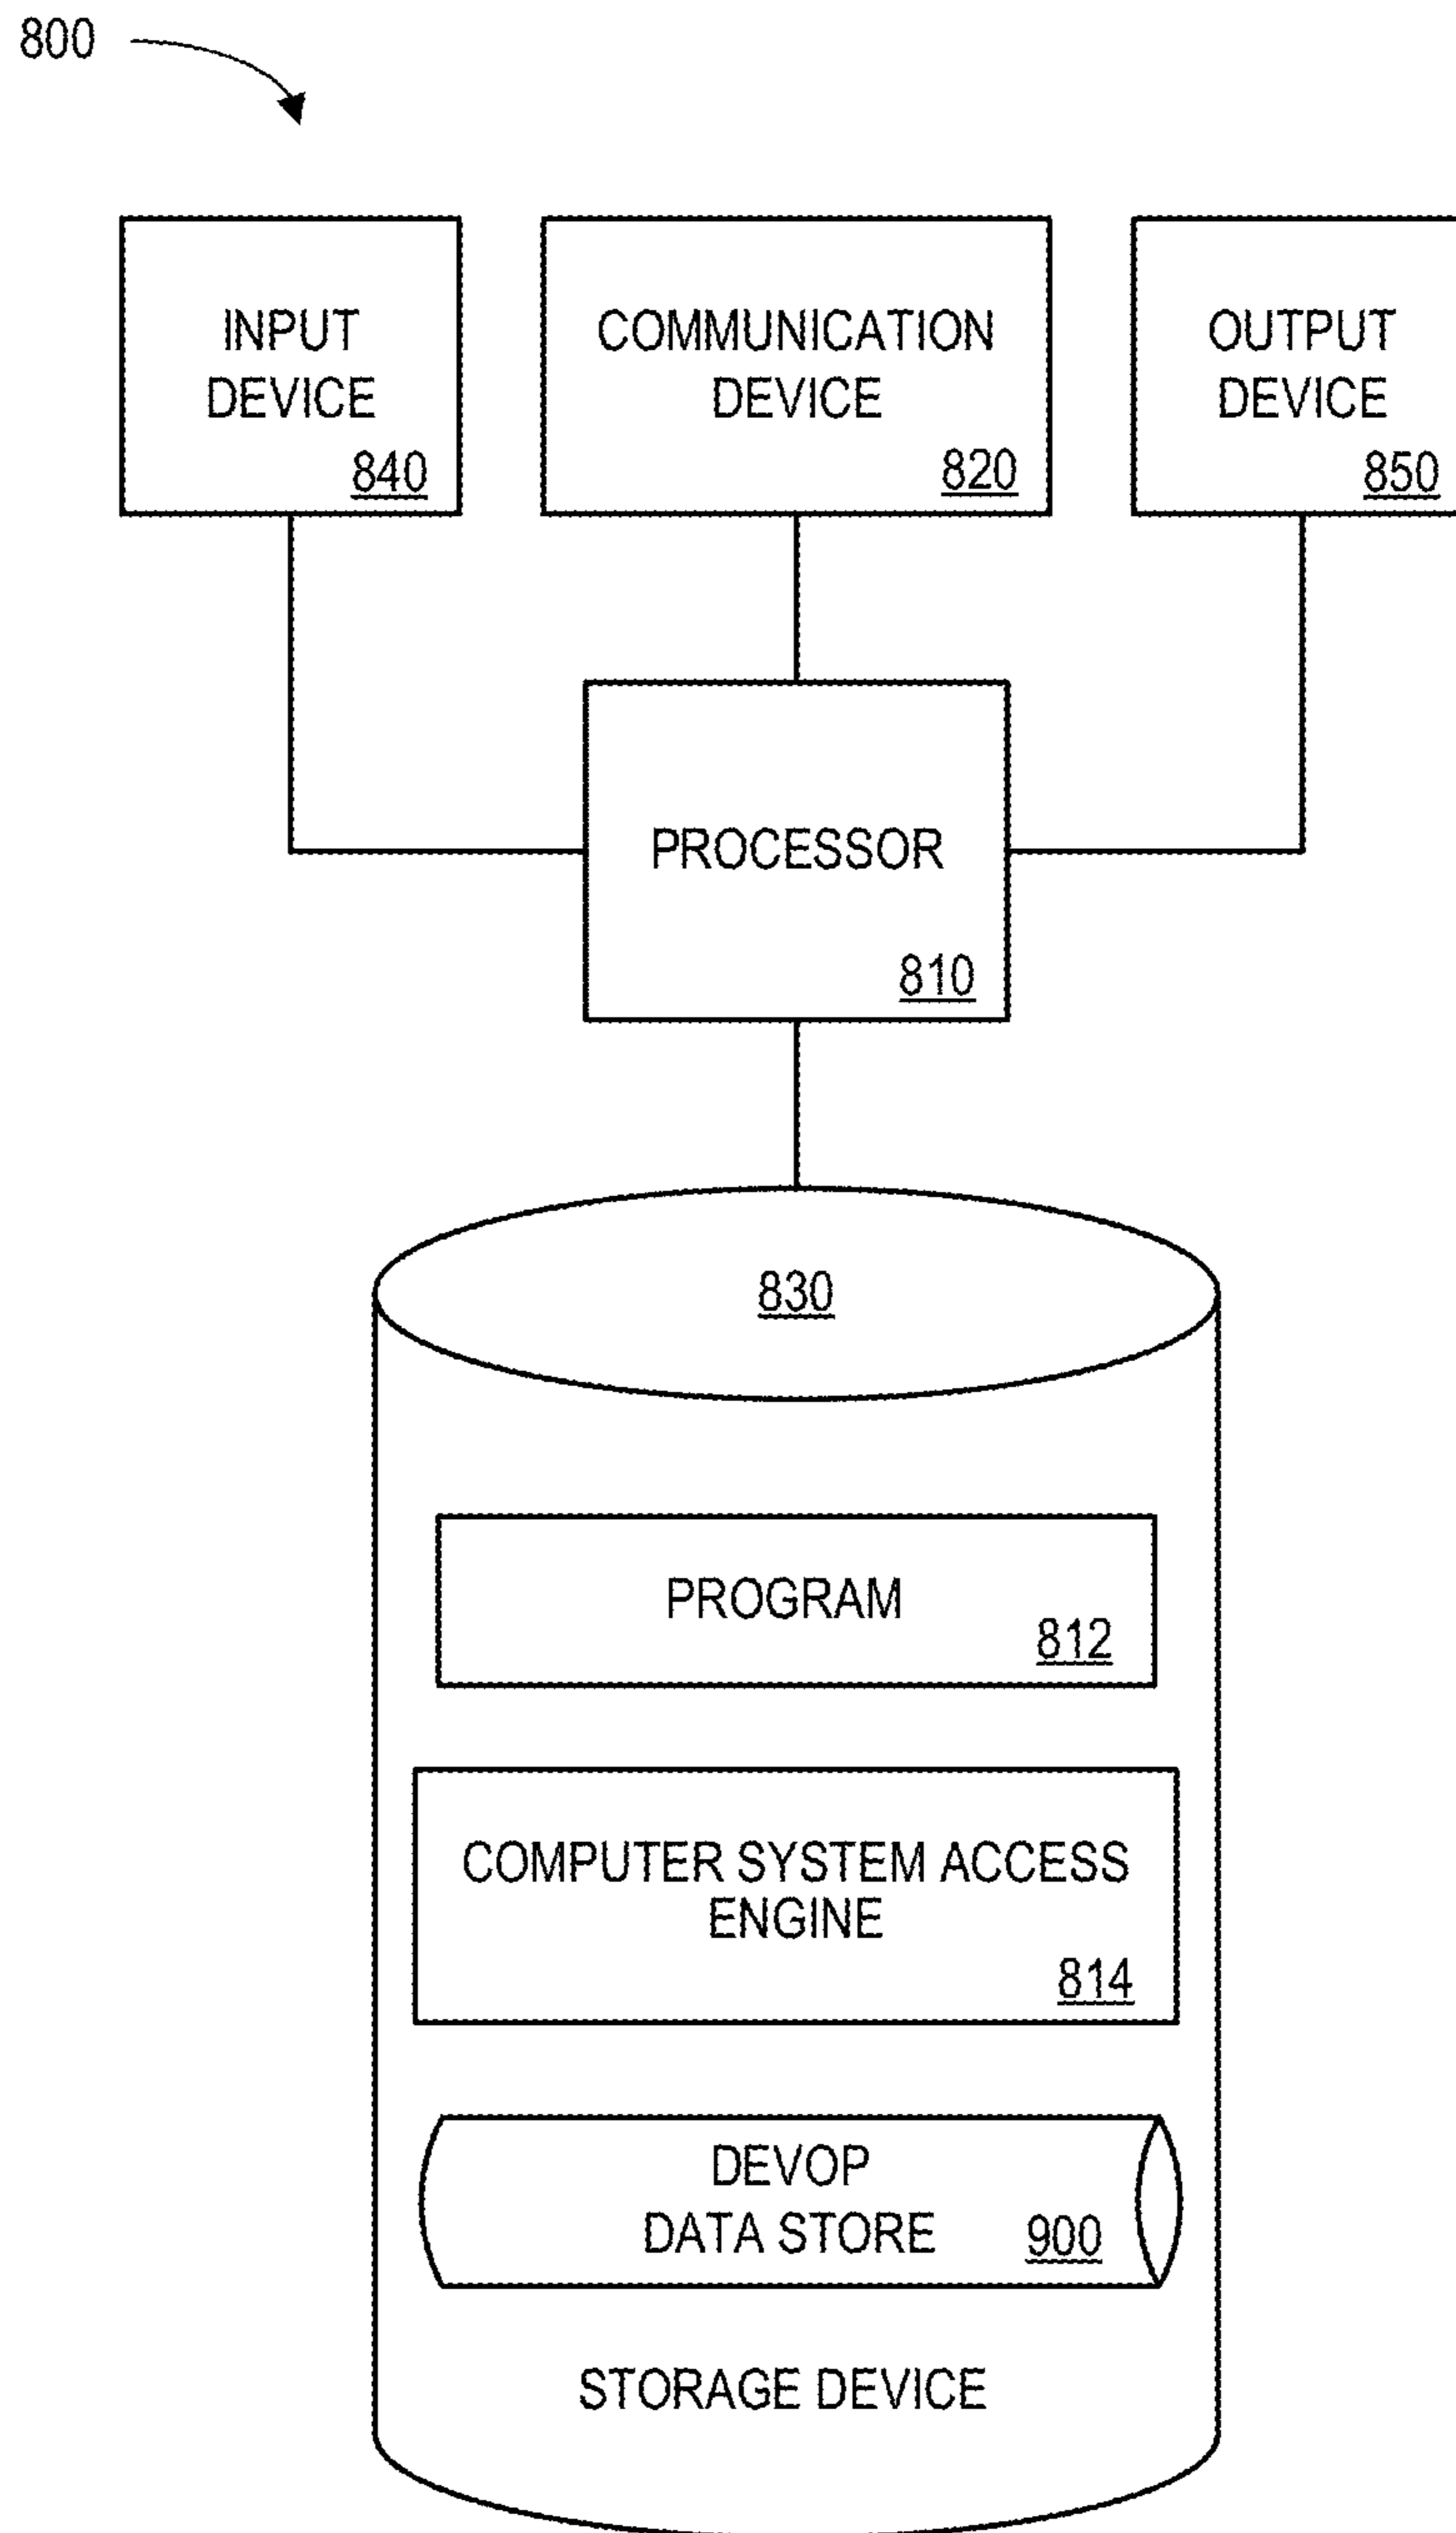 800
INPUT
DEVICE
840
COMMUNICATION
DEVICE
820
OUTPUT
DEVICE
850
PROCESSOR
810
830
PROGRAM
812
COMPUTER SYSTEM ACCESS
ENGINE
814
DEVOP
DATA STORE
900
STORAGE DEVICE